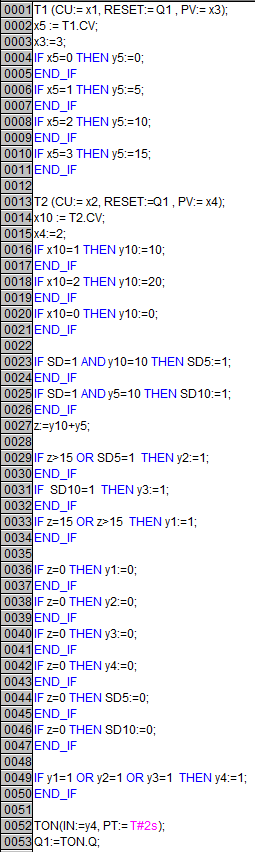 0001 T1 (CU:= x1, RESET:= Q1 , PV:= x3);
0002 x5 := T1.CV;
0003 x3:=3;
0004 IF x5=0 THEN y5:=0;
0005 END_IF
0006 IF x5=1 THEN y5:=5;
0007 END_IF
0008 IF x5=2 THEN y5:=10;
0009 END_IF
0010 IF x5=3 THEN y5:=15;
0011 END_IF
0012
0013 T2 (CU:= x2, RESET:=Q1 , PV:= x4);
0014 x10 := T2.CV;
0015 x4:=2;
0016 IF x10=1 THEN y10:=10;
0017 END_IF
0018 IF x10=2 THEN y10:=20;
0019 END_IF
0020 IF x10=0 THEN y10:=0;
0021 END_IF
0022
0023 IF SD=1 AND y10=10 THEN SD5:=1;
0024 END_IF
0025 IF SD=1 AND y5=10 THEN SD10:=1;
0026 END_IF
0027 z:=y10+y5;
0028
0029 IF z>15 OR SD5=1  THEN y2:=1;
0030 END_IF
0031 IF  SD10=1  THEN y3:=1;
0032 END_IF
0033 IF z=15 OR z>15  THEN y1:=1;
0034 END_IF
0035
0036 IF z=0 THEN y1:=0;
0037 END_IF
0038 IF z=0 THEN y2:=0;
0039 END_IF
0040 IF z=0 THEN y3:=0;
0041 END_IF
0042 IF z=0 THEN y4:=0;
0043 END_IF
0044 IF z=0 THEN SD5:=0;
0045 END_IF
0046 IF z=0 THEN SD10:=0;
0047 END_IF
0048
0049 IF y1=1 OR y2=1 OR y3=1  THEN y4:=1;
0050 END_IF
0051
0052 TON(IN:=y4, PT:= T#2s);
0053 Q1:=TON.Q;